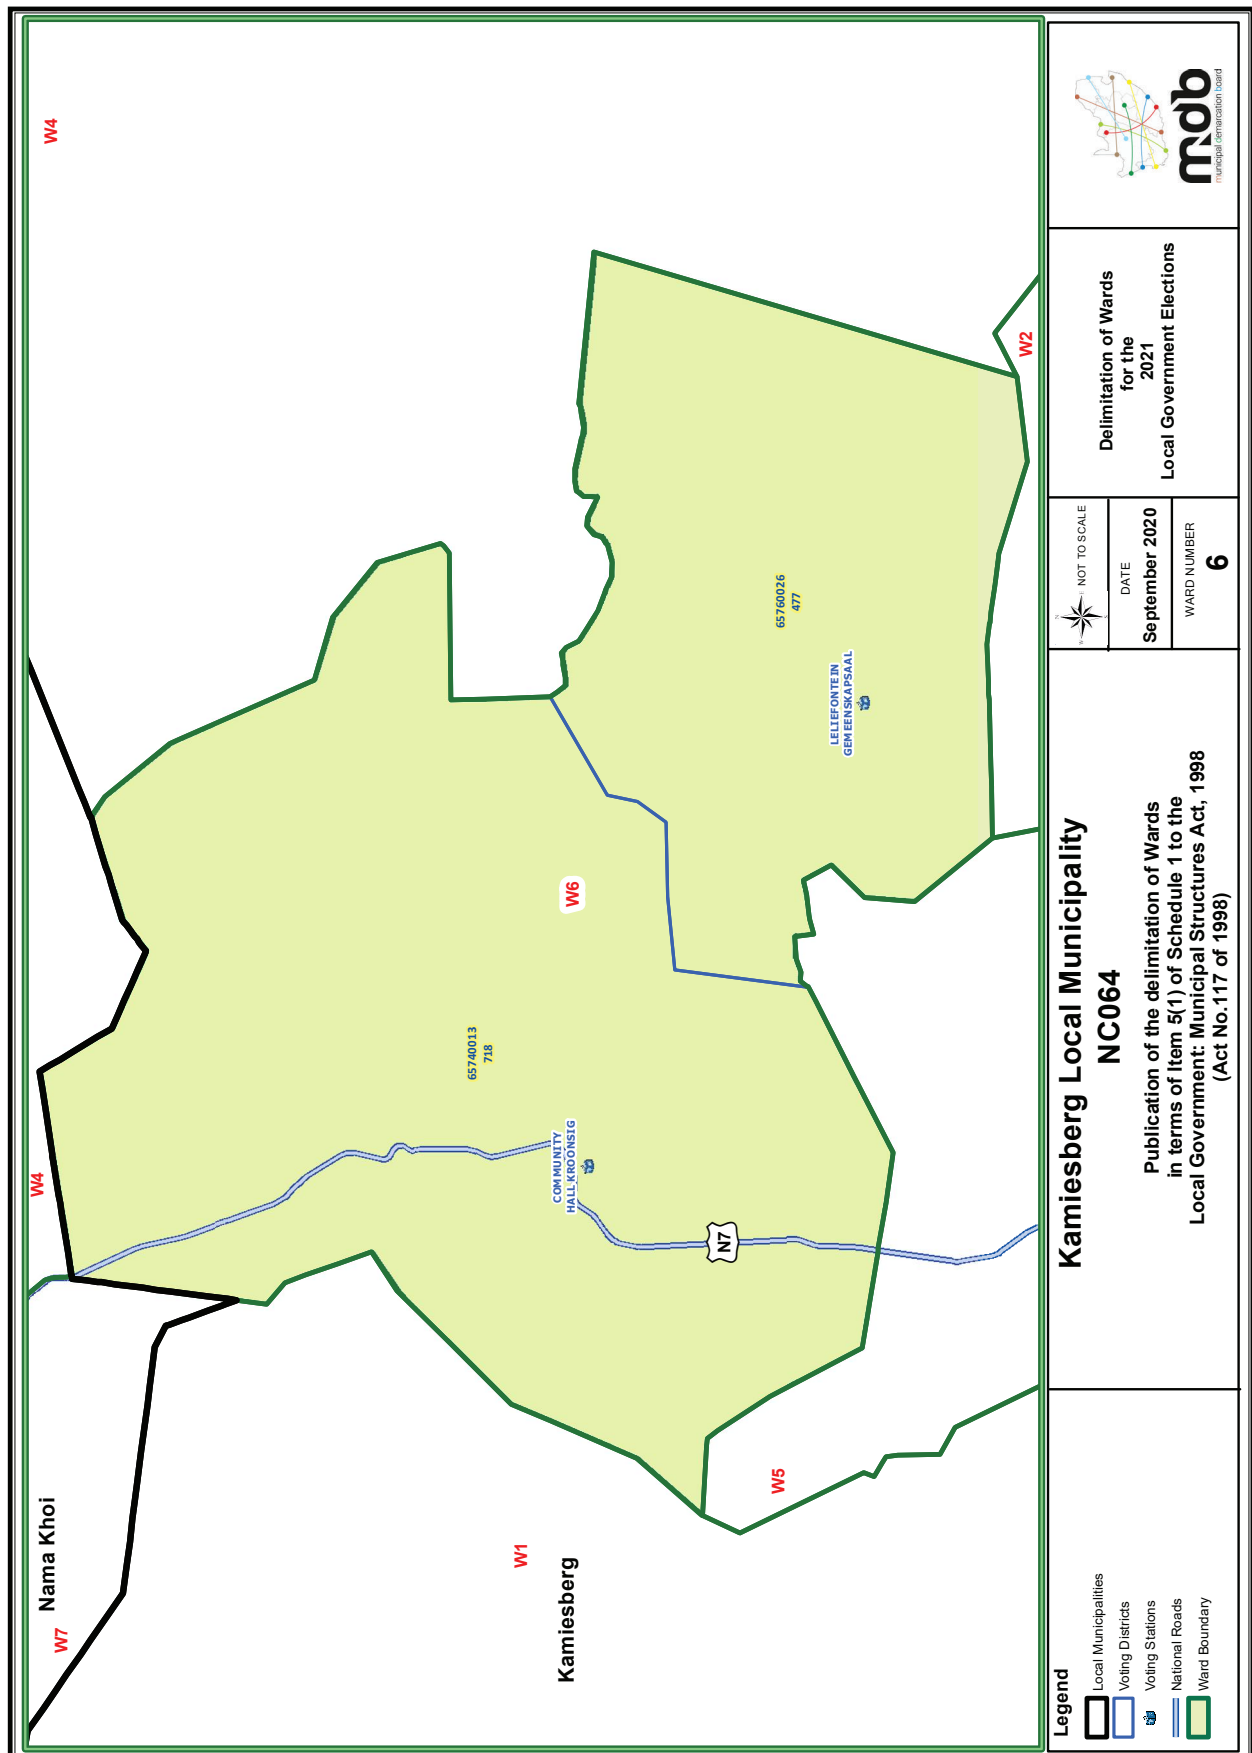 Nama Khoi
W7
W4
W4
W1
Kamiesberg
W5
W6
W2
65740013
718
COMMUNITY
HALL KROONSIG
N7
65760026
477
LELIEFONTEIN
GEMEENSKAPSAAL
Legend
Local Municipalities
Voting Districts
Voting Stations
National Roads
Ward Boundary
Kamiesberg Local Municipality
NC064
Publication of the delimitation of Wards
in terms of Item 5(1) of Schedule 1 to the
Local Government: Municipal Structures Act, 1998
(Act No.117 of 1998)
N
W E
S
NOT TO SCALE
DATE
September 2020
WARD NUMBER
6
Delimitation of Wards
for the
2021
Local Government Elections
mdb
municipal demarcation board